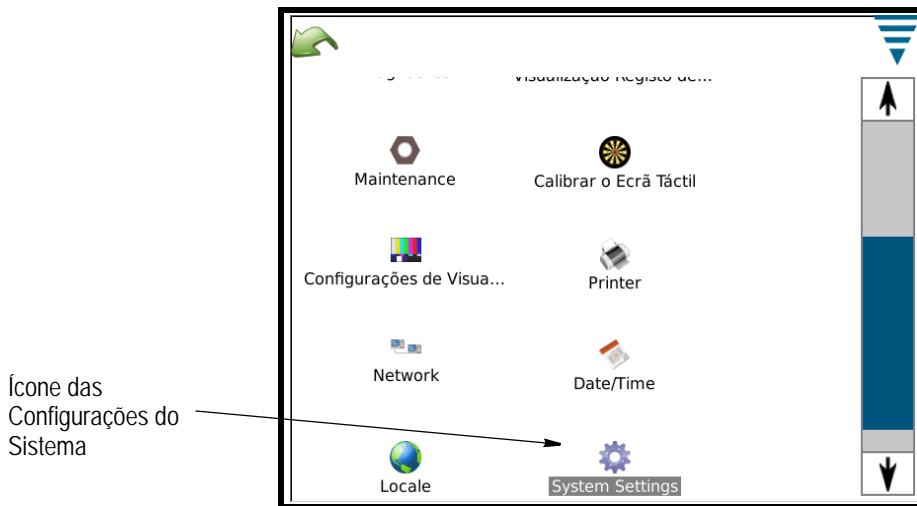 Visualização Registo de...
Maintenance
Calibrar o Ecrã Táctil
Configurações de Visua...
Printer
Network
Date/Time
Ícone das
Configurações do
Sistema
Locale
System Settings